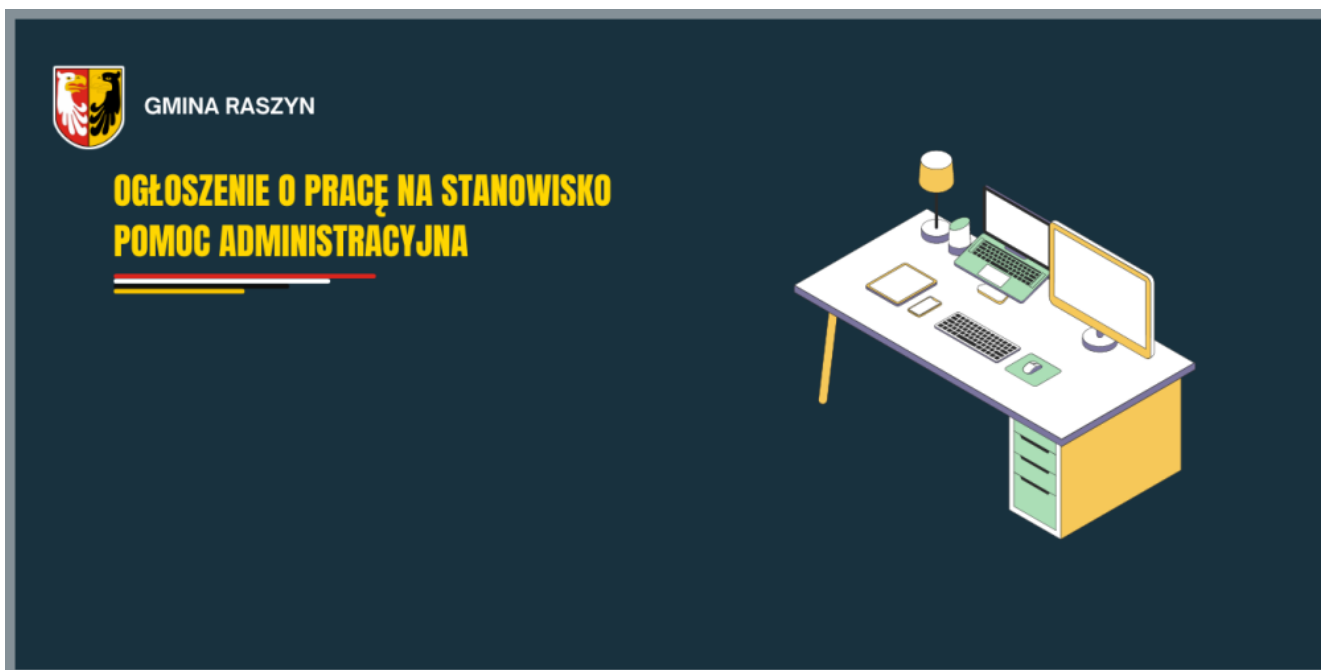 GMINA RASZYN
OGŁOSZENIE O PRACĘ NA STANOWISKO
POMOC ADMINISTRACYJNA